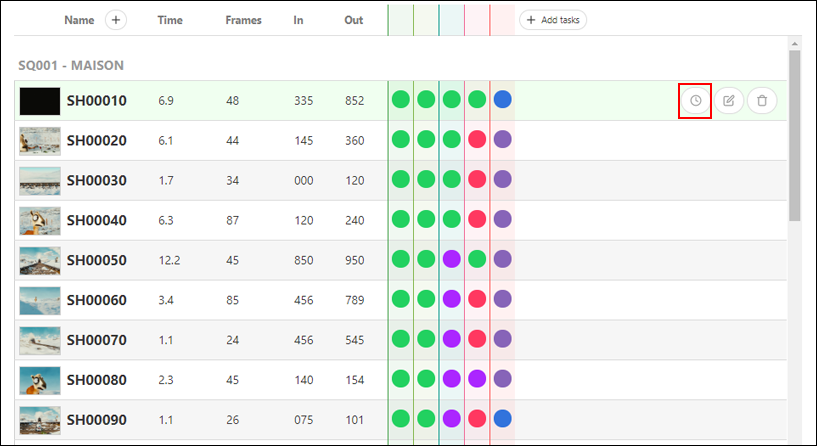 Name + Time Frames In Out + Add tasks
SQ001 - MAISON
SH00010 6.9 48 335 852
SH00020 6.1 44 145 360
SH00030 1.7 34 000 120
SH00040 6.3 87 120 240
SH00050 12.2 45 850 950
SH00060 3.4 85 456 789
SH00070 1.1 24 456 545
SH00080 2.3 45 140 154
SH00090 1.1 26 075 101